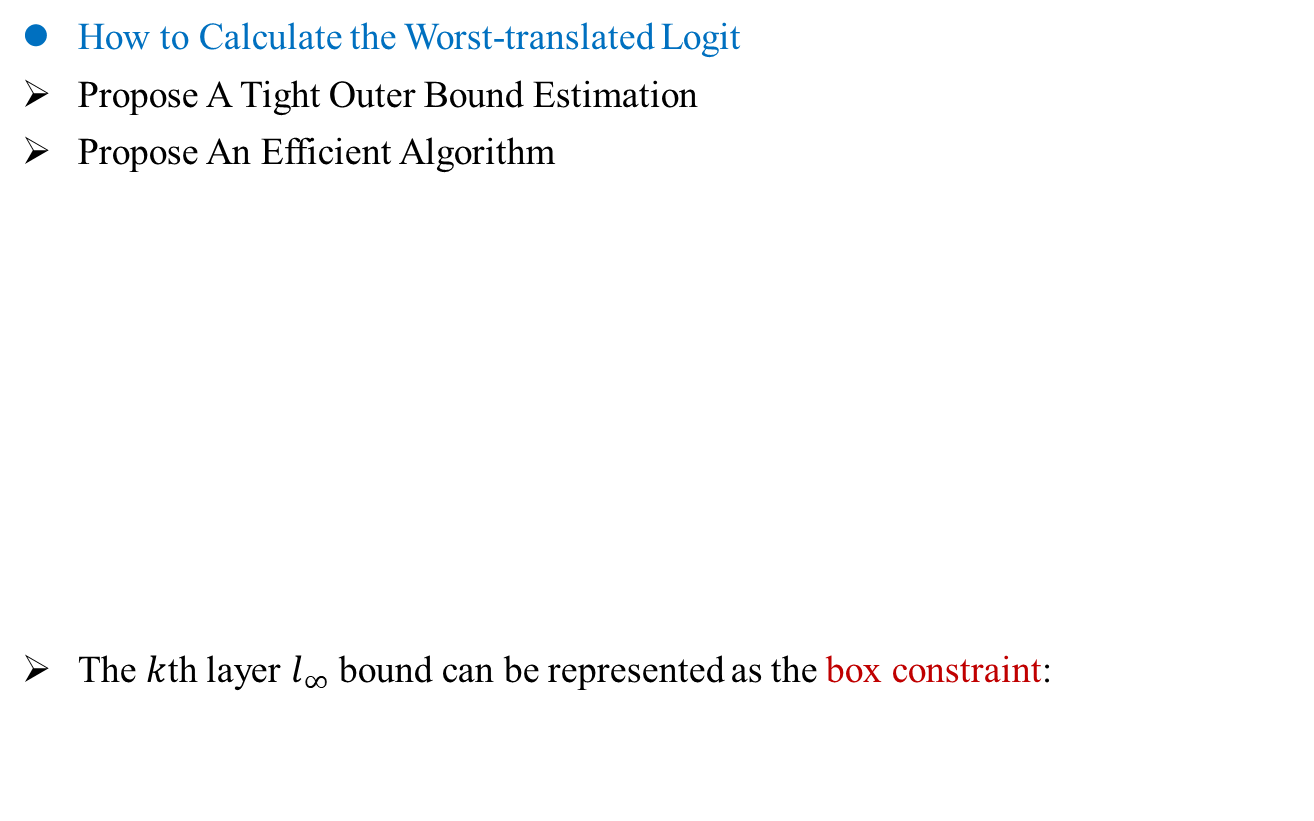 ● How to Calculate the Worst-translated Logit
➢ Propose A Tight Outer Bound Estimation
➢ Propose An Efficient Algorithm
➢ The kth layer l∞ bound can be represented as the box constraint: